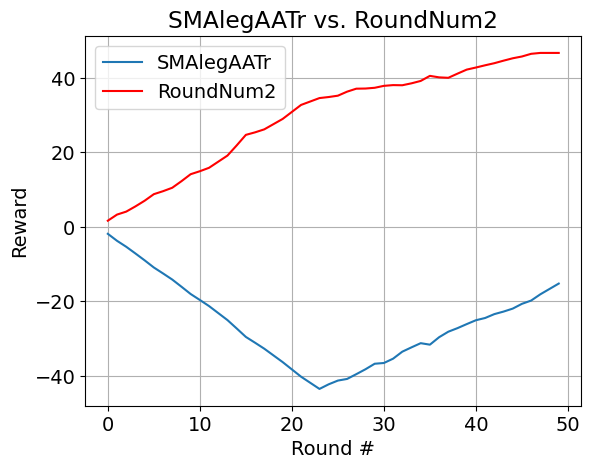 SMAlegAATr vs. RoundNum2
SMAlegAATr
RoundNum2
Reward
40
20
0
−20
−40
0 10 20 30 40 50
Round #